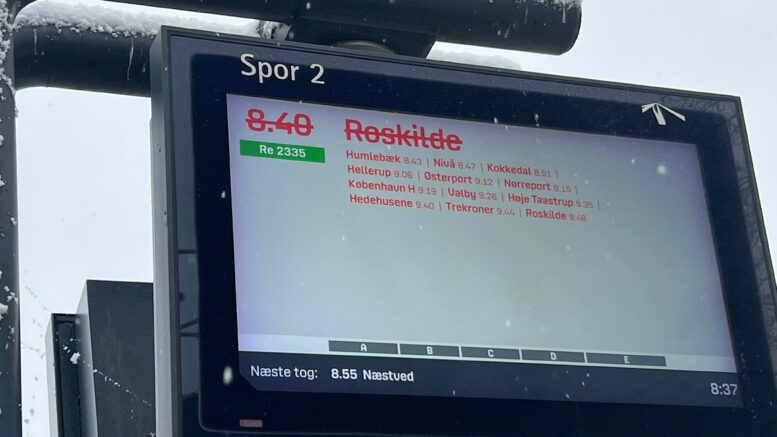 Spor 2
8.40 Roskilde
Re 2335
Humlebæk 8.43 | Nivå 8.47 | Kokkedal 8.51 |
Hellerup 9.06 | Østerport 9.12 | Nørreport 9.15 |
København H 9.19 | Valby 9.26 | Høje Taastrup 9.35 |
Hedehusene 9.40 | Trekroner 9.44 | Roskilde 9.48
A B C D E
Næste tog: 8.55 Næstved
8:37